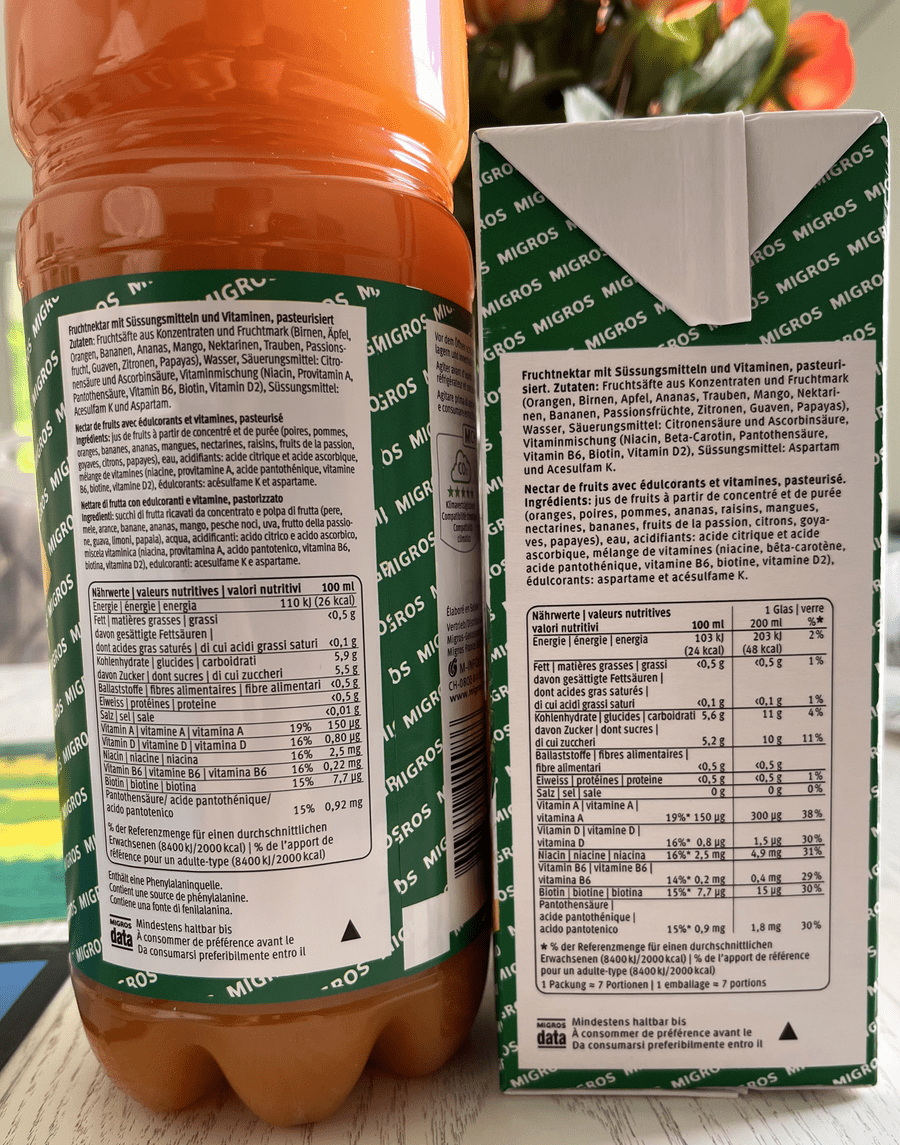 MIGROS
Fruchtnektar mit Süssungsmitteln und Vitaminen, pasteurisiert
Zutaten: Fruchtsäfte aus Konzentraten und Fruchtmark (Birnen, Äpfel,
Orangen, Bananen, Ananas, Mango, Nektarinen, Trauben, Passions-
frucht, Guaven, Zitronen, Papayas), Wasser, Säuerungsmittel: Citro-
nensäure und Ascorbinsäure, Vitaminmischung (Niacin, Provitamin A,
Pantothensäure, Vitamin B6, Biotin, Vitamin D2), Süssungsmittel:
Acesulfam K und Aspartam.
Nectar de fruits avec édulcorants et vitamines, pasteurisé
Ingrédients: jus de fruits à partir de concentré et de purée (poires, pommes,
oranges, bananes, ananas, mangues, nectarines, raisins, fruits de la passion,
goyaves, citrons, papayes), eau, acidifiants: acide citrique et acide ascorbique,
mélange de vitamines (niacine, provitamine A, acide pantothénique, vitamine
B6, biotine, vitamine D2), édulcorants: acésulfame K et aspartame.
Nettare di frutta con edulcoranti e vitamine, pastorizzato
Ingredienti: succhi di frutta ricavati da concentrato e polpa di frutta (pere,
mele, arance, banane, ananas, mango, pesche noci, uva, frutto della passio-
ne, guava, limoni, papaia), acqua, acidificanti: acido citrico e acido ascorbico,
miscela vitaminica (niacina, provitamina A, acido pantotenico, vitamina B6,
biotina, vitamina D2), edulcoranti: acesulfame K e aspartame.
Nährwerte | valeurs nutritives | valori nutritivi 100 ml
Energie | énergie | energia 110 kJ (26 kcal)
Fett | matières grasses | grassi <0,5 g
davon gesättigte Fettsäuren |
dont acides gras saturés | di cui acidi grassi saturi <0,1 g
Kohlenhydrate | glucides | carboidrati 5,9 g
davon Zucker | dont sucres | di cui zuccheri 5,5 g
Ballaststoffe | fibres alimentaires | fibre alimentari <0,5 g
Eiweiss | protéines | proteine <0,5 g
Salz | sel | sale <0,01 g
Vitamin A | vitamine A | vitamina A 19% 150 µg
Vitamin D | vitamine D | vitamina D 16% 0,80 µg
Niacin | niacine | niacina 16% 2,5 mg
Vitamin B6 | vitamine B6 | vitamina B6 16% 0,22 mg
Biotin | biotine | biotina 15% 7,7 µg
Pantothensäure/ acide pantothénique/
acido pantotenico 15% 0,92 mg
% der Referenzmenge für einen durchschnittlichen
Erwachsenen (8400 kJ/2000 kcal) | % de l'apport de
référence pour un adulte-type (8400 kJ/2000 kcal)
Enthält eine Phenylalaninquelle.
Contient une source de phénylalanine.
Contiene una fonte di fenilalanina.
MIGROS data
Mindestens haltbar bis
À consommer de préférence avant le
Da consumarsi preferibilmente entro il
Vor dem
lagern und
Agiter avant
Agitare prima
e consumare
CO2
Elaboré en
Vertrieb
CH-080
MIGROS
Fruchtnektar mit Süssungsmitteln und Vitaminen, pasteuri-
siert. Zutaten: Fruchtsäfte aus Konzentraten und Fruchtmark
(Orangen, Birnen, Apfel, Ananas, Trauben, Mango, Nektari-
nen, Bananen, Passionsfrüchte, Zitronen, Guaven, Papayas),
Wasser, Säuerungsmittel: Citronensäure und Ascorbinsäure,
Vitaminmischung (Niacin, Beta-Carotin, Pantothensäure,
Vitamin B6, Biotin, Vitamin D2), Süssungsmittel: Aspartam
und Acesulfam K.
Nectar de fruits avec édulcorants et vitamines, pasteurisé.
Ingrédients: jus de fruits à partir de concentré et de purée
(oranges, poires, pommes, ananas, raisins, mangues,
nectarines, bananes, fruits de la passion, citrons, goya-
ves, papayes), eau, acidifiants: acide citrique et acide
ascorbique, mélange de vitamines (niacine, bêta-carotène,
acide pantothénique, vitamine B6, biotine, vitamine D2),
édulcorants: aspartame et acésulfame K.
Nährwerte | valeurs nutritives 1 Glas | verre
valori nutritivi 100 ml 200 ml %*
Energie | énergie | energia 103 kJ 203 kJ 2%
(24 kcal) (48 kcal)
Fett | matières grasses | grassi <0,5 g <0,5 g 1%
davon gesättigte Fettsäuren |
dont acides gras saturés |
di cui acidi grassi saturi <0,1 g <0,1 g 1%
Kohlenhydrate | glucides | carboidrati 5,6 g 11 g 4%
davon Zucker | dont sucres |
di cui zuccheri 5,2 g 10 g 11%
Ballaststoffe | fibres alimentaires |
fibre alimentari <0,5 g <0,5 g
Eiweiss | protéines | proteine <0,5 g <0,5 g 1%
Salz | sel | sale 0 g 0 g 0%
Vitamin A | vitamine A |
vitamina A 19%* 150 µg 300 µg 38%
Vitamin D | vitamine D |
vitamina D 16%* 0,8 µg 1,5 µg 30%
Niacin | niacine | niacina 16%* 2,5 mg 4,9 mg 31%
Vitamin B6 | vitamine B6 |
vitamina B6 14%* 0,2 mg 0,4 mg 29%
Biotin | biotine | biotina 15%* 7,7 µg 15 µg 30%
Pantothensäure |
acide pantothénique |
acido pantotenico 15%* 0,9 mg 1,8 mg 30%
* % der Referenzmenge für einen durchschnittlichen
Erwachsenen (8400 kJ/2000 kcal) | % de l'apport de référence
pour un adulte-type (8400 kJ/2000 kcal)
1 Packung ≈ 7 Portionen | 1 emballage ≈ 7 portions
MIGROS data
Mindestens haltbar bis
À consommer de préférence avant le
Da consumarsi preferibilmente entro il